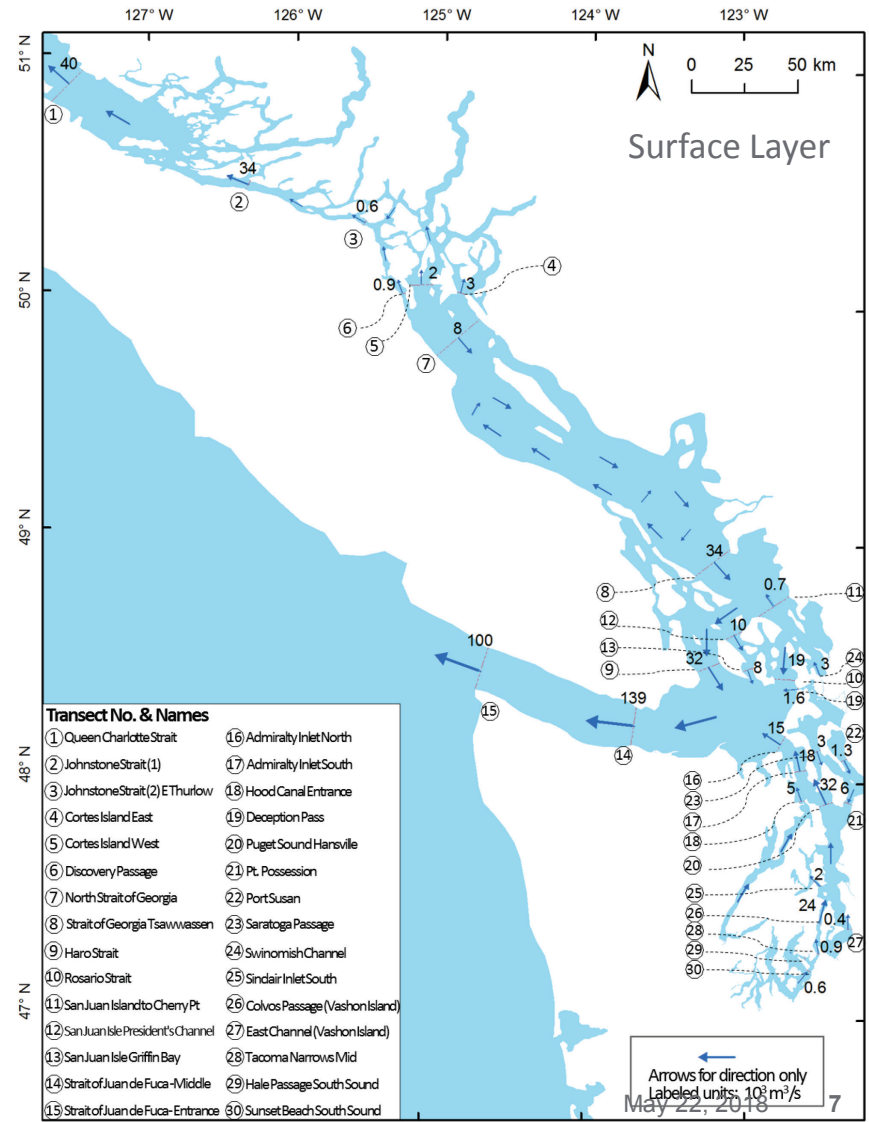 127° W 126° W 125° W 124° W 123° W
51° N
50° N
49° N
48° N
47° N
N
0 25 50 km
Surface Layer
40
1
34
2
0.6
3
0.9
2
3
4
6
5
8
7
34
8
0.7
11
12
10
13
32
9
8
19
3
24
10
1.6
19
100
15
139
14
15
3
22
1.3
16
18
23
5
32
6
17
21
18
20
2
25
24
26
0.4
28
0.9
27
29
30
0.6
Transect No. & Names
1 Queen Charlotte Strait
2 Johnstone Strait (1)
3 Johnstone Strait (2) E Thurlow
4 Cortes Island East
5 Cortes Island West
6 Discovery Passage
7 North Strait of Georgia
8 Strait of Georgia Tsawwassen
9 Haro Strait
10 Rosario Strait
11 San Juan Island to Cherry Pt
12 San Juan Isle President's Channel
13 San Juan Isle Griffin Bay
14 Strait of Juan de Fuca - Middle
15 Strait of Juan de Fuca - Entrance
16 Admiralty Inlet North
17 Admiralty Inlet South
18 Hood Canal Entrance
19 Deception Pass
20 Puget Sound Hansville
21 Pt. Possession
22 Port Susan
23 Saratoga Passage
24 Swinomish Channel
25 Sindair Inlet South
26 Colvos Passage (Vashon Island)
27 East Channel (Vashon Island)
28 Tacoma Narrows Mid
29 Hale Passage South Sound
30 Sunset Beach South Sound
Arrows for direction only
Labeled units: 10³ m³/s
May 22, 2018 7